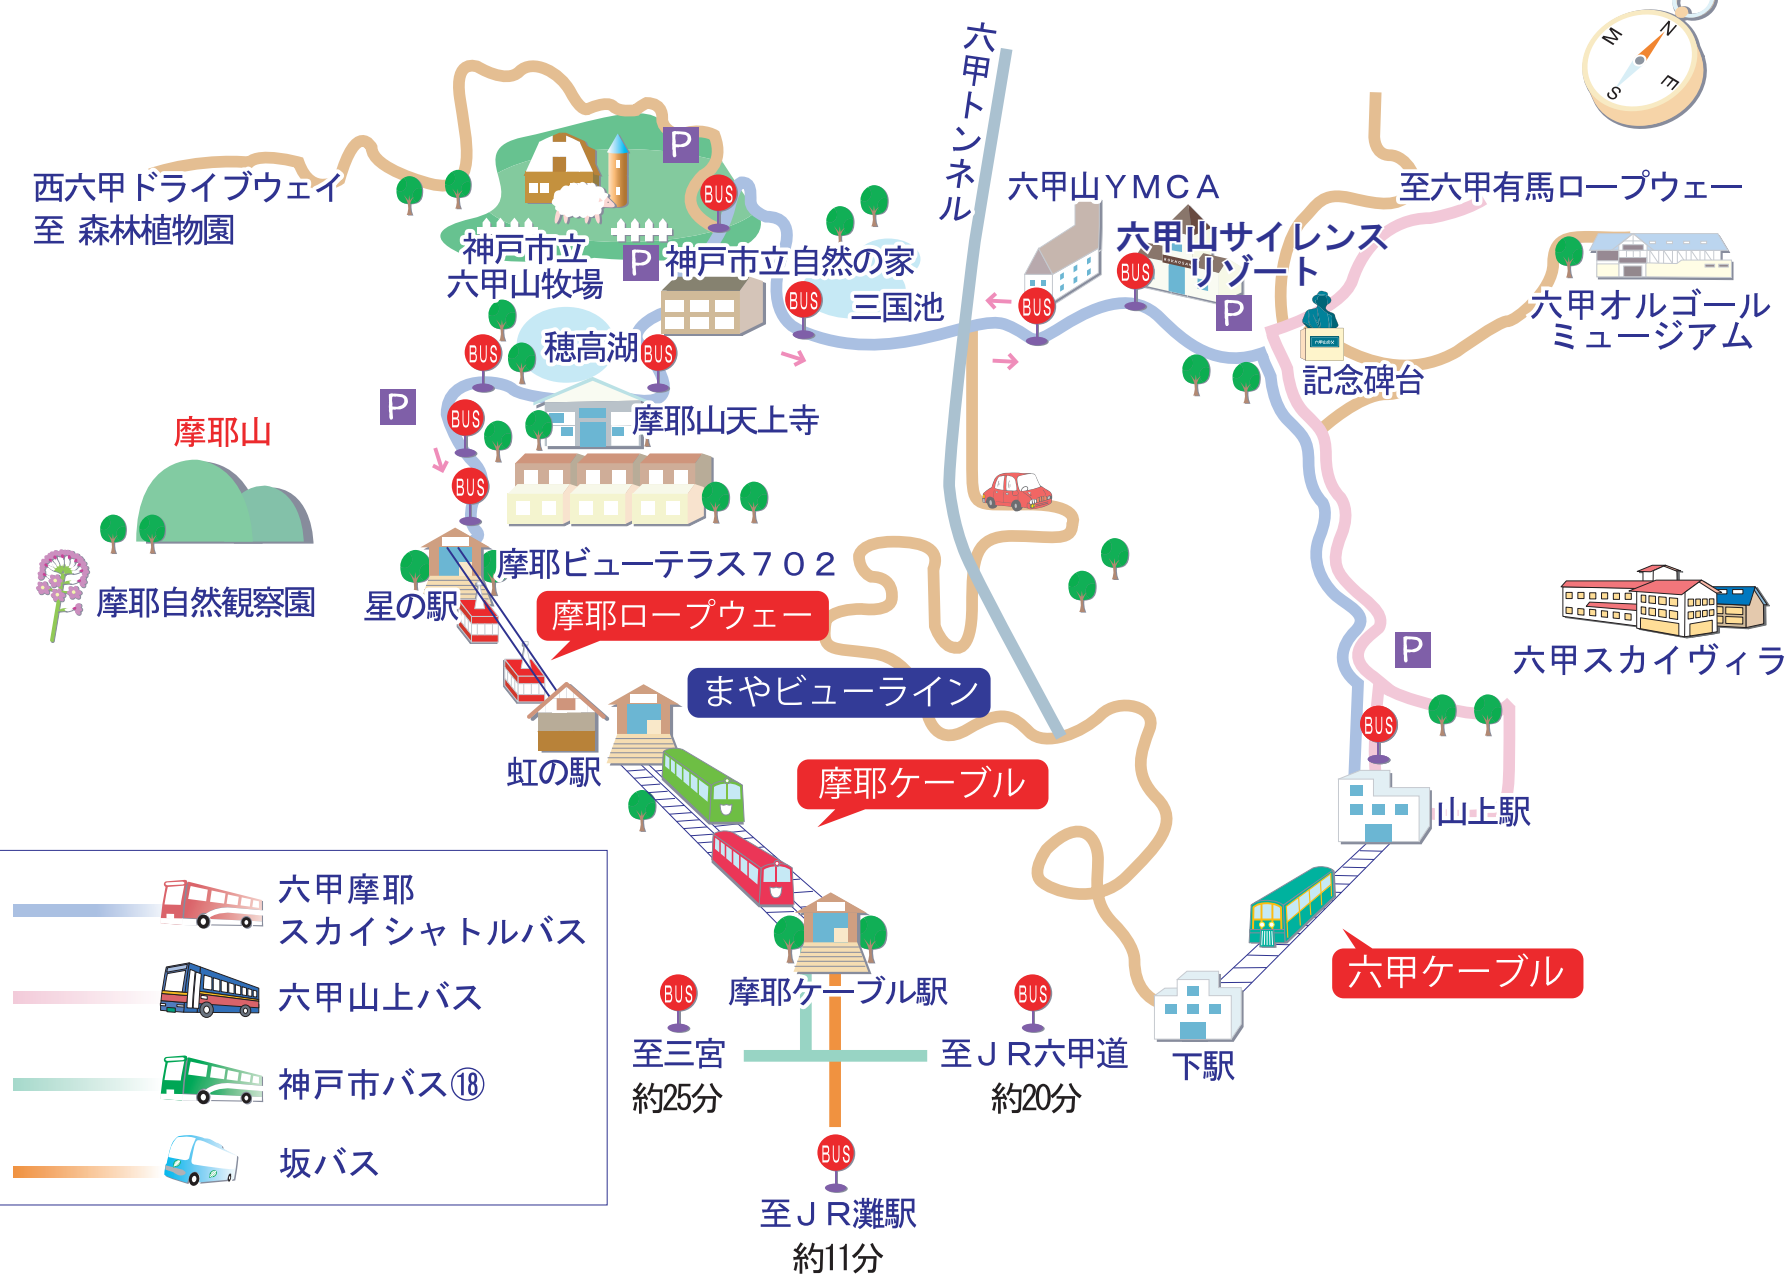 六甲トンネル
N
M
E
S
P
西六甲ドライブウェイ
至 森林植物園
BUS
六甲山YMCA
至六甲有馬ロープウェー
神戸市立
六甲山牧場
P
神戸市立自然の家
六甲山サイレンス
リゾート
BUS
BUS
三国池
BUS
P
六甲オルゴール
ミュージアム
穂高湖
BUS
BUS
記念碑台
P
BUS
摩耶山天上寺
摩耶山
BUS
摩耶ビューテラス702
摩耶自然観察園
星の駅
摩耶ロープウェー
P
六甲スカイヴィラ
まやビューライン
BUS
虹の駅
摩耶ケーブル
山上駅
六甲摩耶
スカイシャトルバス
六甲山上バス
神戸市バス⑱
坂バス
六甲ケーブル
摩耶ケーブル駅
BUS
至三宮
約25分
BUS
至JR六甲道
約20分
下駅
BUS
至JR灘駅
約11分